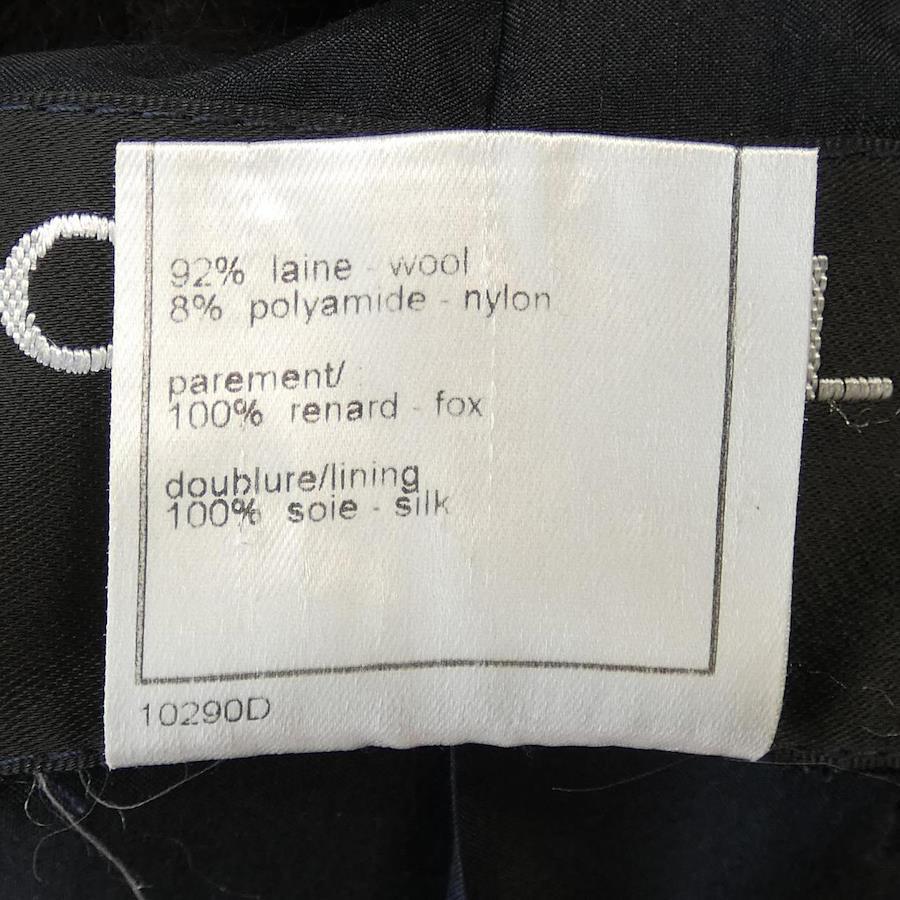 C
L
92% laine - wool
8% polyamide - nylon
parement/
100% renard - fox
doublure/lining
100% soie - silk
10290D